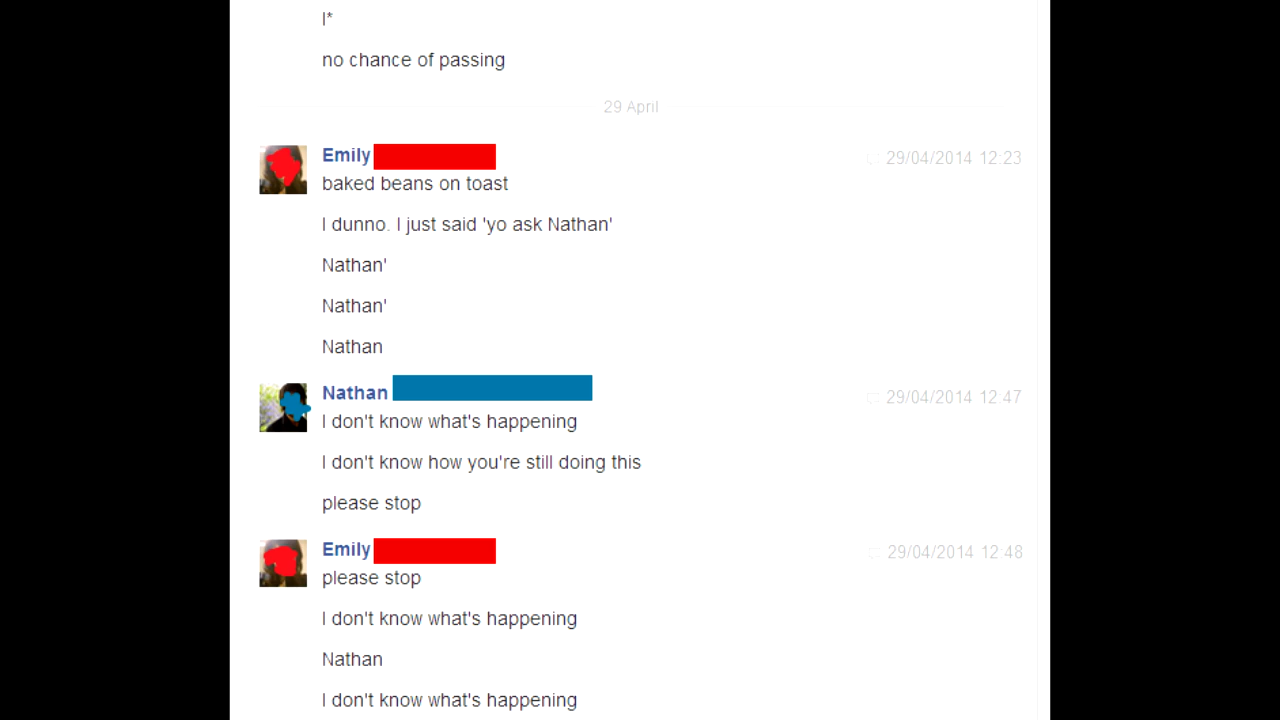 I*
no chance of passing
29 April
Emily
29/04/2014 12:23
baked beans on toast
I dunno. I just said 'yo ask Nathan'
Nathan'
Nathan'
Nathan
Nathan
29/04/2014 12:47
I don't know what's happening
I don't know how you're still doing this
please stop
Emily
29/04/2014 12:48
please stop
I don't know what's happening
Nathan
I don't know what's happening